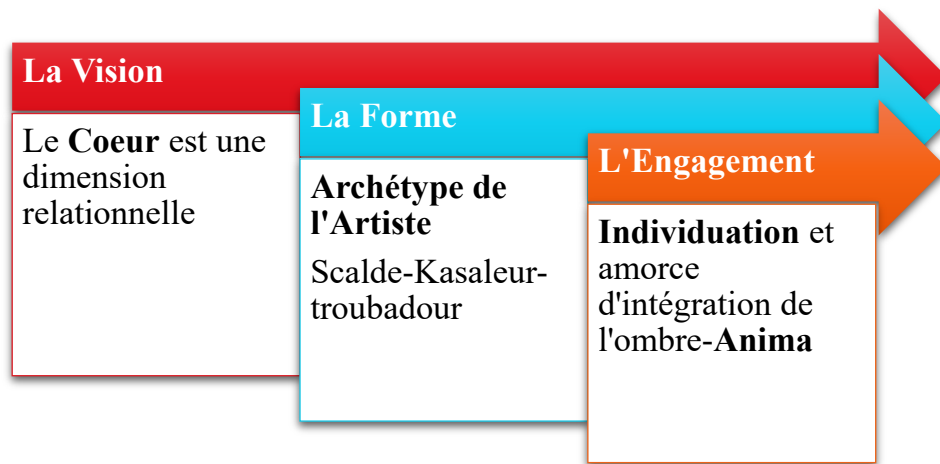 La Vision
Le Coeur est une
dimension
relationnelle
La Forme
Archétype de
l'Artiste
Scalde-Kasaleur-
troubadour
L'Engagement
Individuation et
amorce
d'intégration de
l'ombre-Anima